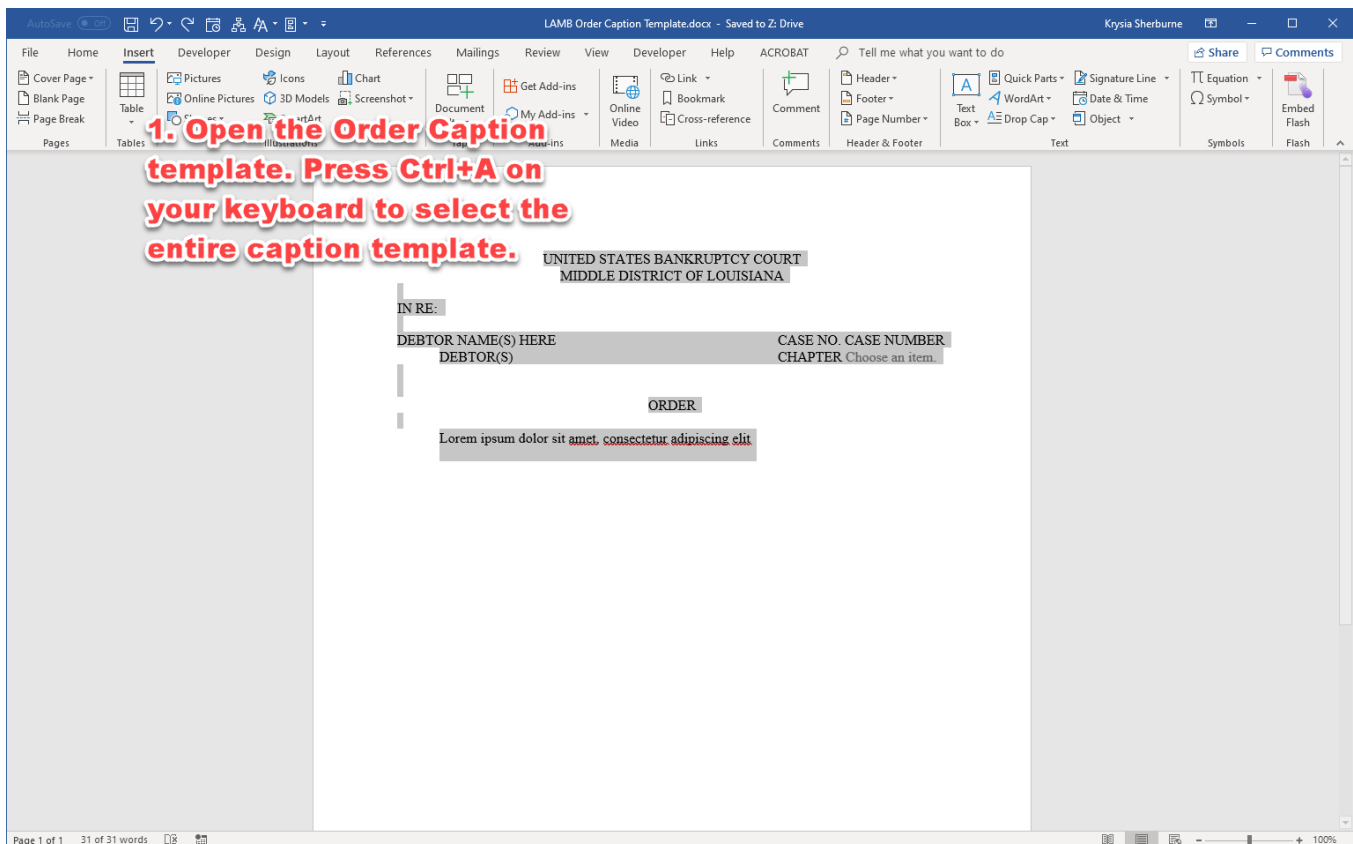 AutoSave Off
LAMB Order Caption Template.docx - Saved to Z: Drive
Krysia Sherburne
File Home Insert Developer Design Layout References Mailings Review View Developer Help ACROBAT Tell me what you want to do Share Comments
Cover Page
Blank Page
Page Break
Pages
Table
Tables
Pictures
Online Pictures
Icons
3D Models
Chart
Screenshot
Illustrations
Document
Get Add-ins
My Add-ins
Add-ins
Online
Video
Media
Link
Bookmark
Cross-reference
Links
Comment
Comments
Header
Footer
Page Number
Header & Footer
Text
Box
Quick Parts
WordArt
Drop Cap
Signature Line
Date & Time
Object
Text
Equation
Symbol
Symbols
Embed
Flash
Flash
1. Open the Order Caption
template. Press Ctrl+A on
your keyboard to select the
entire caption template.
UNITED STATES BANKRUPTCY COURT
MIDDLE DISTRICT OF LOUISIANA
IN RE:
DEBTOR NAME(S) HERE CASE NO. CASE NUMBER
DEBTOR(S) CHAPTER Choose an item.
ORDER
Lorem ipsum dolor sit amet, consectetur adipiscing elit
Page 1 of 1 31 of 31 words 100%